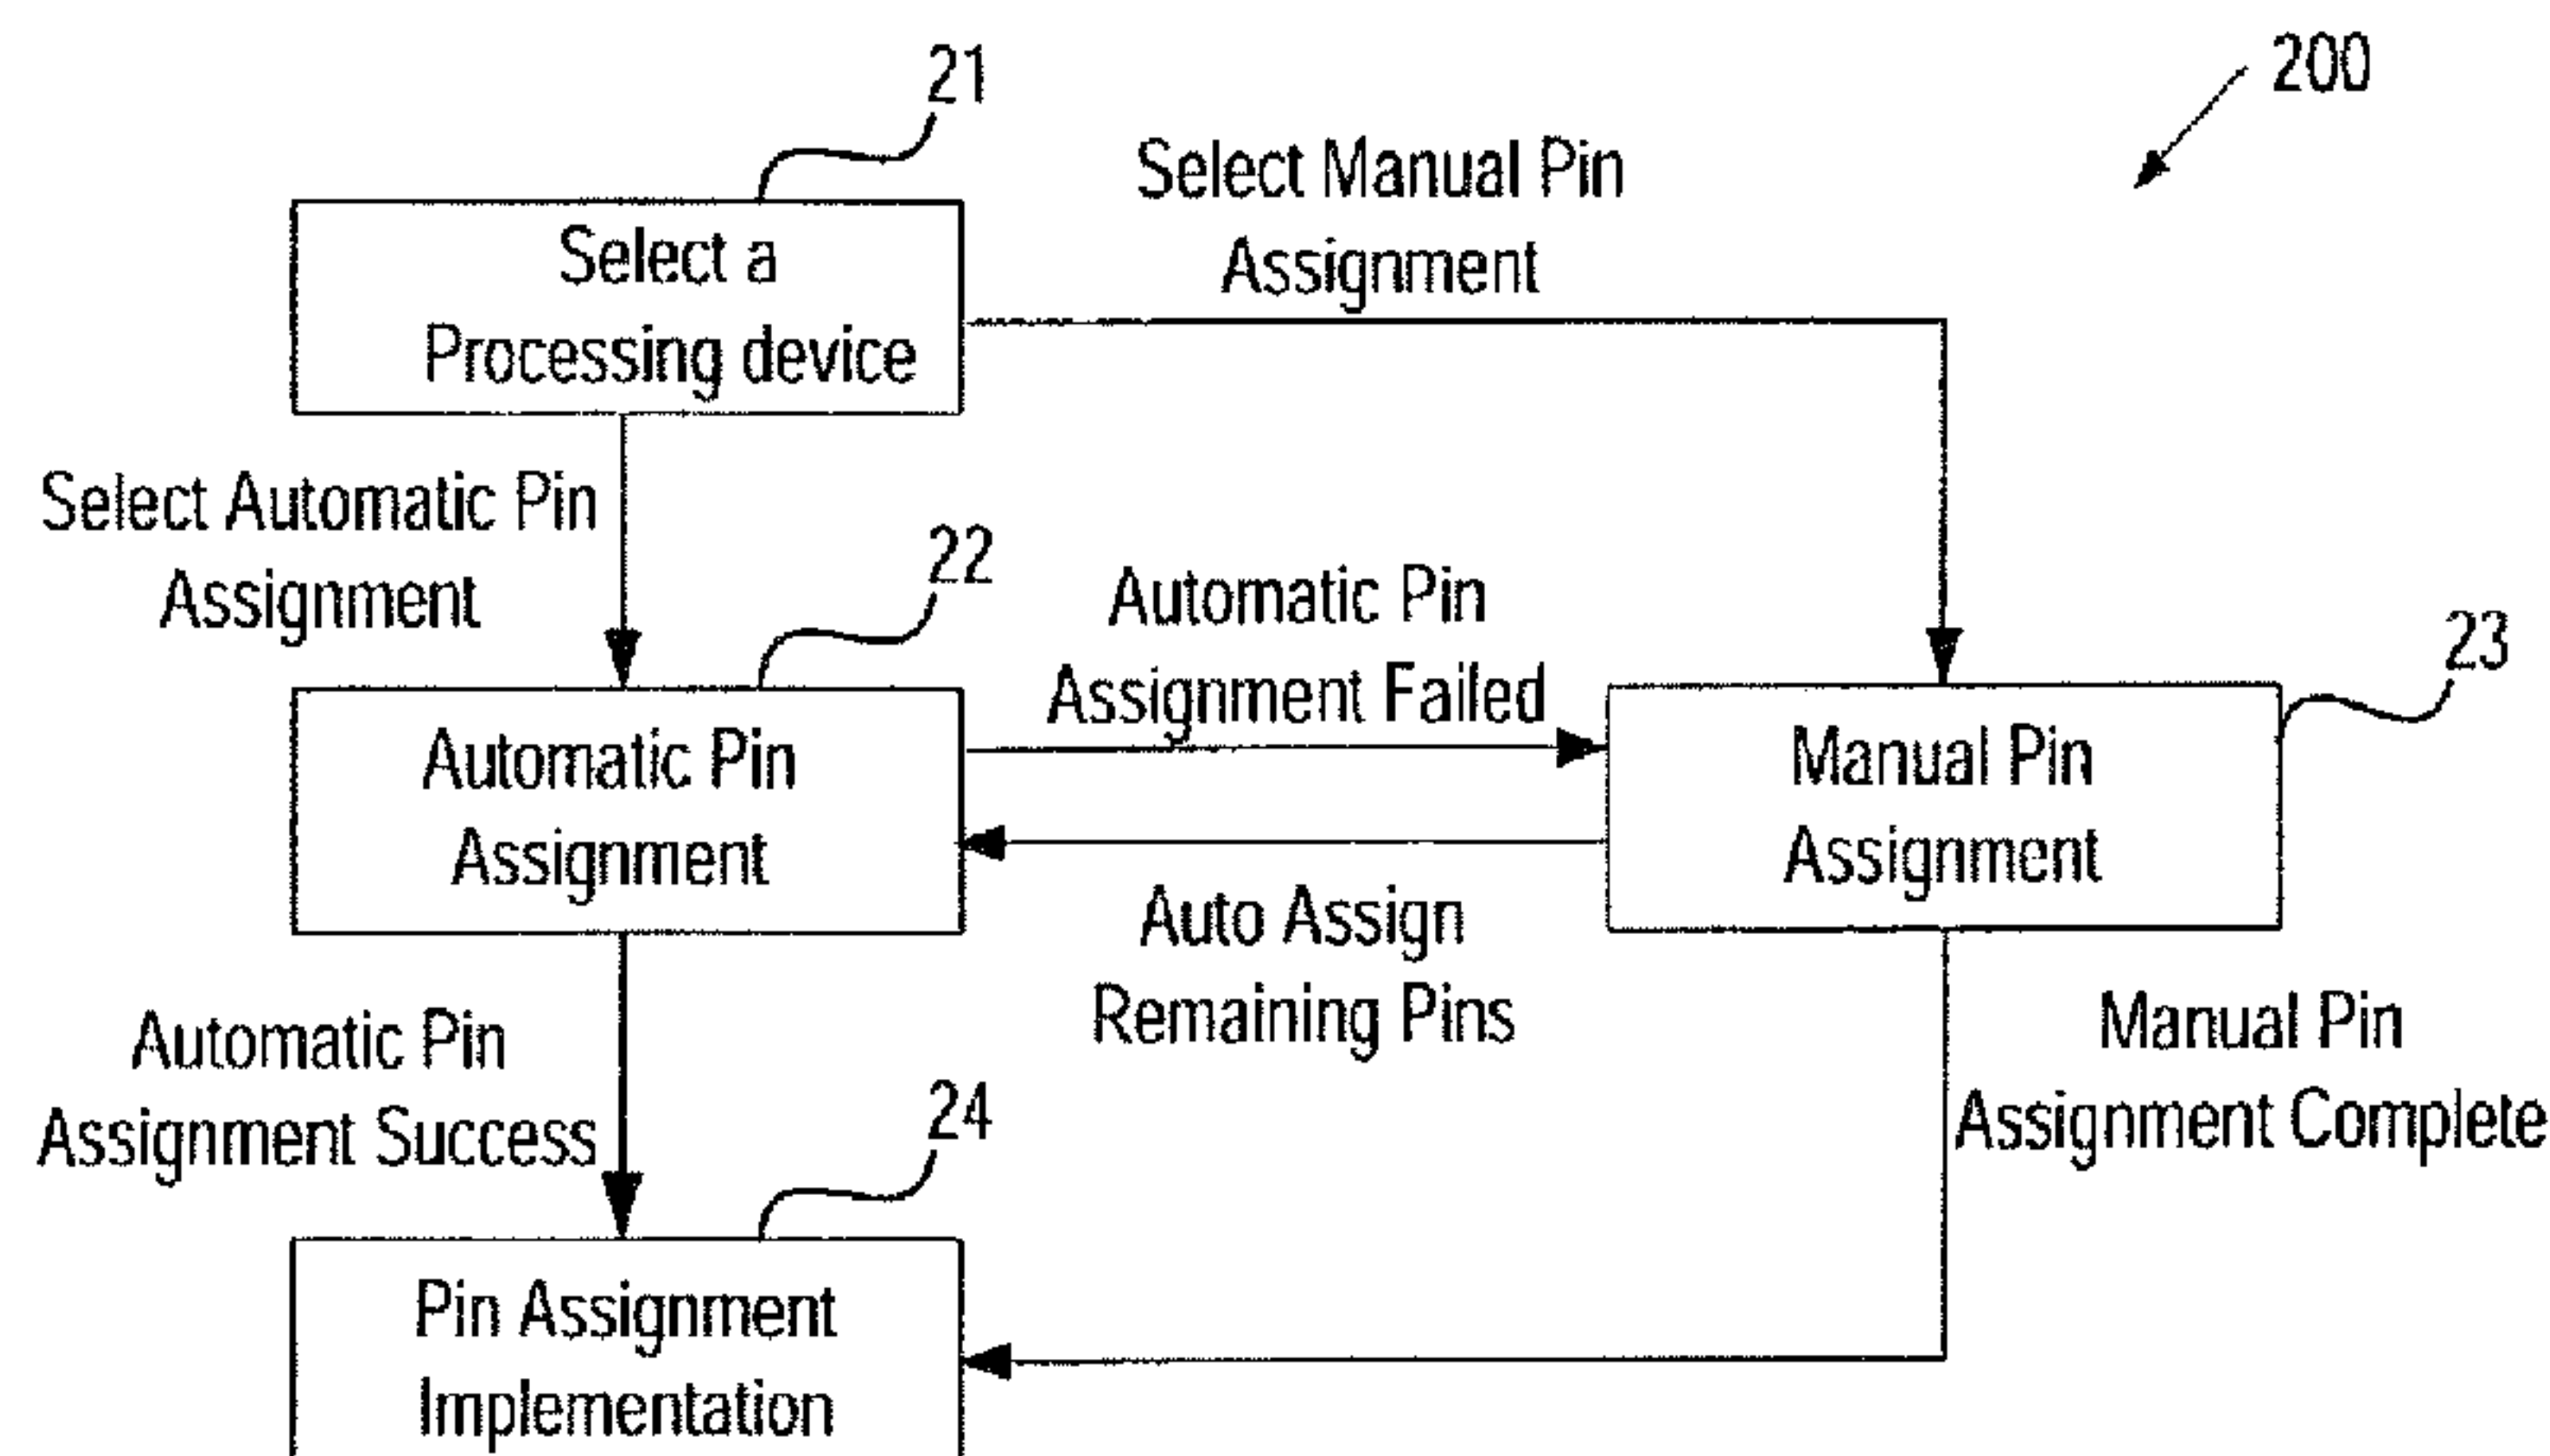 200
21
Select a
Processing device
Select Manual Pin
Assignment
Select Automatic Pin
Assignment
22
Automatic Pin
Assignment
Automatic Pin
Assignment Failed
23
Manual Pin
Assignment
Auto Assign
Remaining Pins
Automatic Pin
Assignment Success
Manual Pin
Assignment Complete
24
Pin Assignment
Implementation